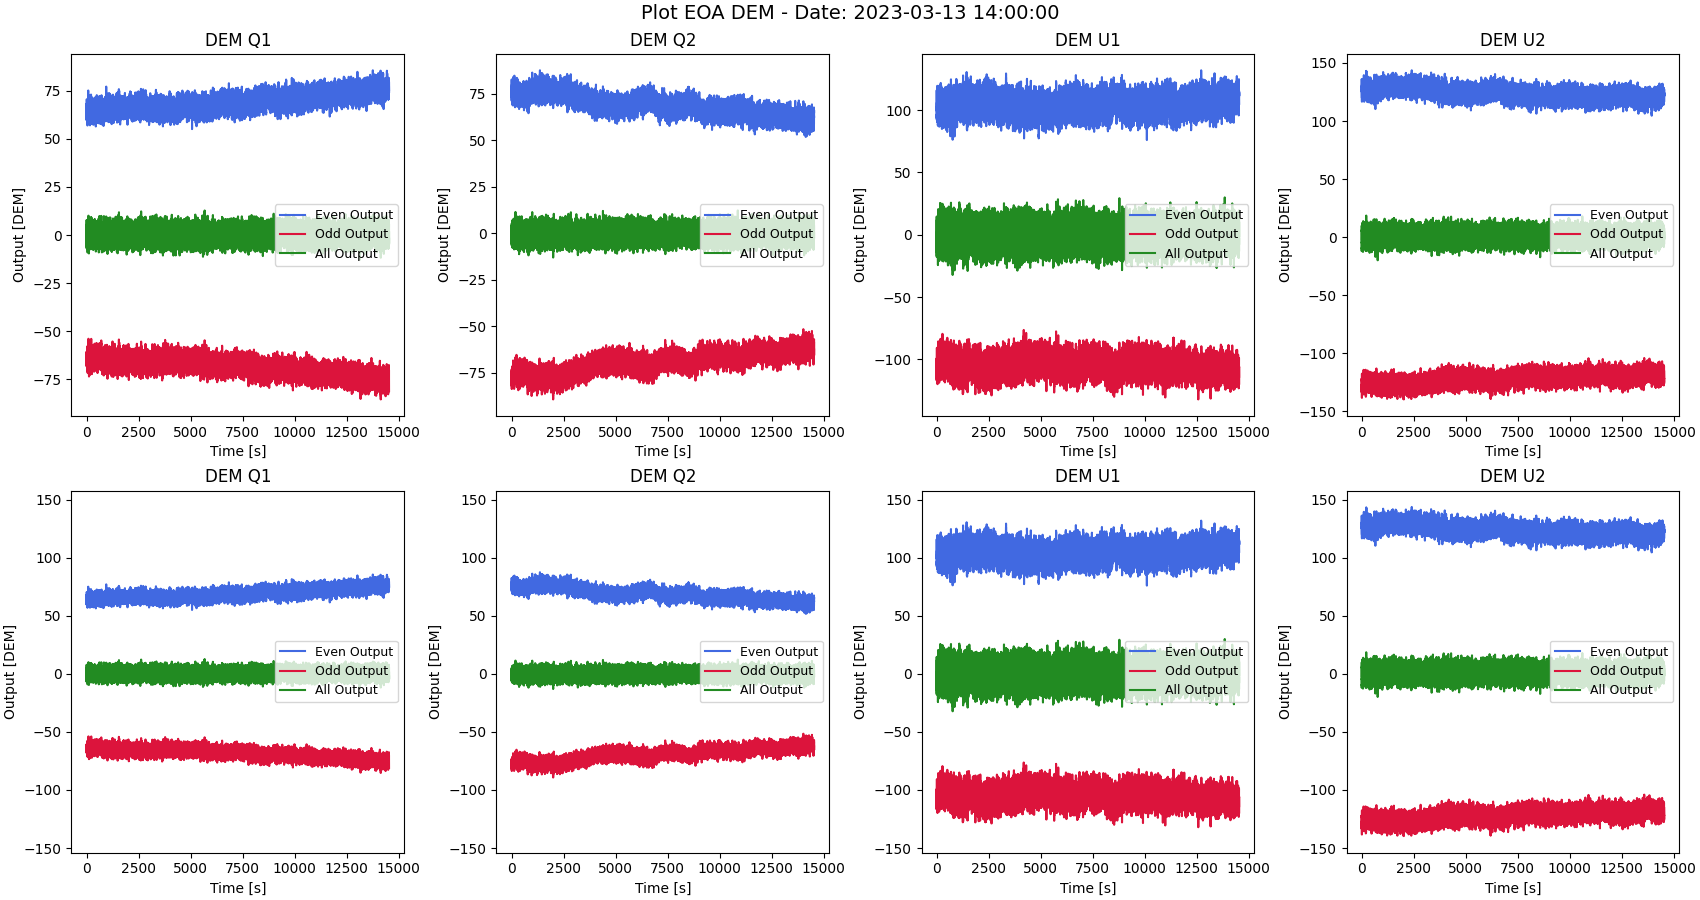 Plot EOA DEM - Date: 2023-03-13 14:00:00
DEM Q1
Output [DEM]
75
50
25
0
−25
−50
−75
0 2500 5000 7500 10000 12500 15000
Time [s]
Even Output
Odd Output
All Output
DEM Q2
Output [DEM]
75
50
25
0
−25
−50
−75
0 2500 5000 7500 10000 12500 15000
Time [s]
Even Output
Odd Output
All Output
DEM U1
Output [DEM]
100
50
0
−50
−100
0 2500 5000 7500 10000 12500 15000
Time [s]
Even Output
Odd Output
All Output
DEM U2
Output [DEM]
150
100
50
0
−50
−100
−150
0 2500 5000 7500 10000 12500 15000
Time [s]
Even Output
Odd Output
All Output
DEM Q1
Output [DEM]
150
100
50
0
−50
−100
−150
0 2500 5000 7500 10000 12500 15000
Time [s]
Even Output
Odd Output
All Output
DEM Q2
Output [DEM]
150
100
50
0
−50
−100
−150
0 2500 5000 7500 10000 12500 15000
Time [s]
Even Output
Odd Output
All Output
DEM U1
Output [DEM]
150
100
50
0
−50
−100
−150
0 2500 5000 7500 10000 12500 15000
Time [s]
Even Output
Odd Output
All Output
DEM U2
Output [DEM]
150
100
50
0
−50
−100
−150
0 2500 5000 7500 10000 12500 15000
Time [s]
Even Output
Odd Output
All Output